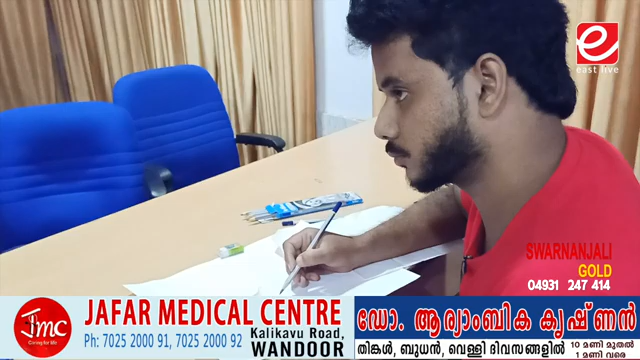 e
east live
SWARNANJALI
GOLD
04931 247 414
Jmc
Caring for life
JAFAR MEDICAL CENTRE
Ph: 7025 2000 91, 7025 2000 92
Kalikavu Road,
WANDOOR
ഡോ. ആര്യാംബിക കൃഷ്ണൻ
തിങ്കൾ, ബുധൻ, വെള്ളി ദിവസങ്ങളിൽ
10 മണി മുതൽ
1 മണി വരെ